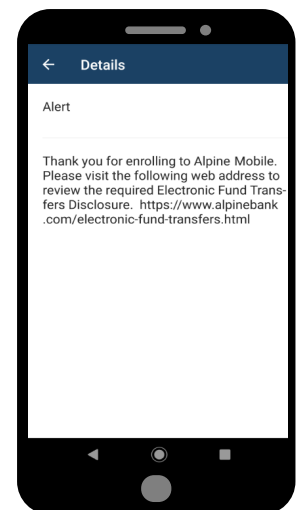 Details
Alert
Thank you for enrolling to Alpine Mobile.
Please visit the following web address to
review the required Electronic Fund Trans-
fers Disclosure.  https://www.alpinebank
.com/electronic-fund-transfers.html